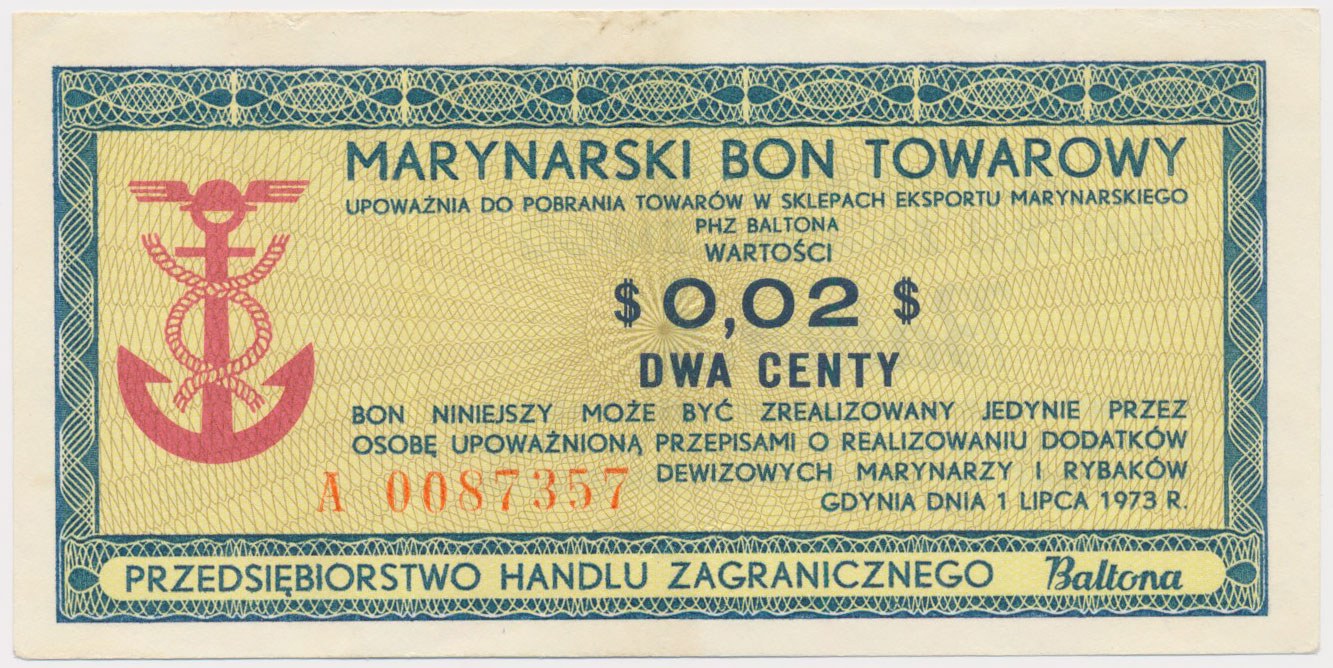 MARYNARSKI BON TOWAROWY
UPOWAŻNIA DO POBRANIA TOWARÓW W SKLEPACH EKSPORTU MARYNARSKIEGO
PHZ BALTONA
WARTOŚCI
$ 0,02 $
DWA CENTY
BON NINIEJSZY MOŻE BYĆ ZREALIZOWANY JEDYNIE PRZEZ
OSOBĘ UPOWAŻNIONĄ PRZEPISAMI O REALIZOWANIU DODATKÓW
DEWIZOWYCH MARYNARZY I RYBAKÓW
A 0087357
GDYNIA DNIA 1 LIPCA 1973 R.
PRZEDSIĘBIORSTWO HANDLU ZAGRANICZNEGO Baltona